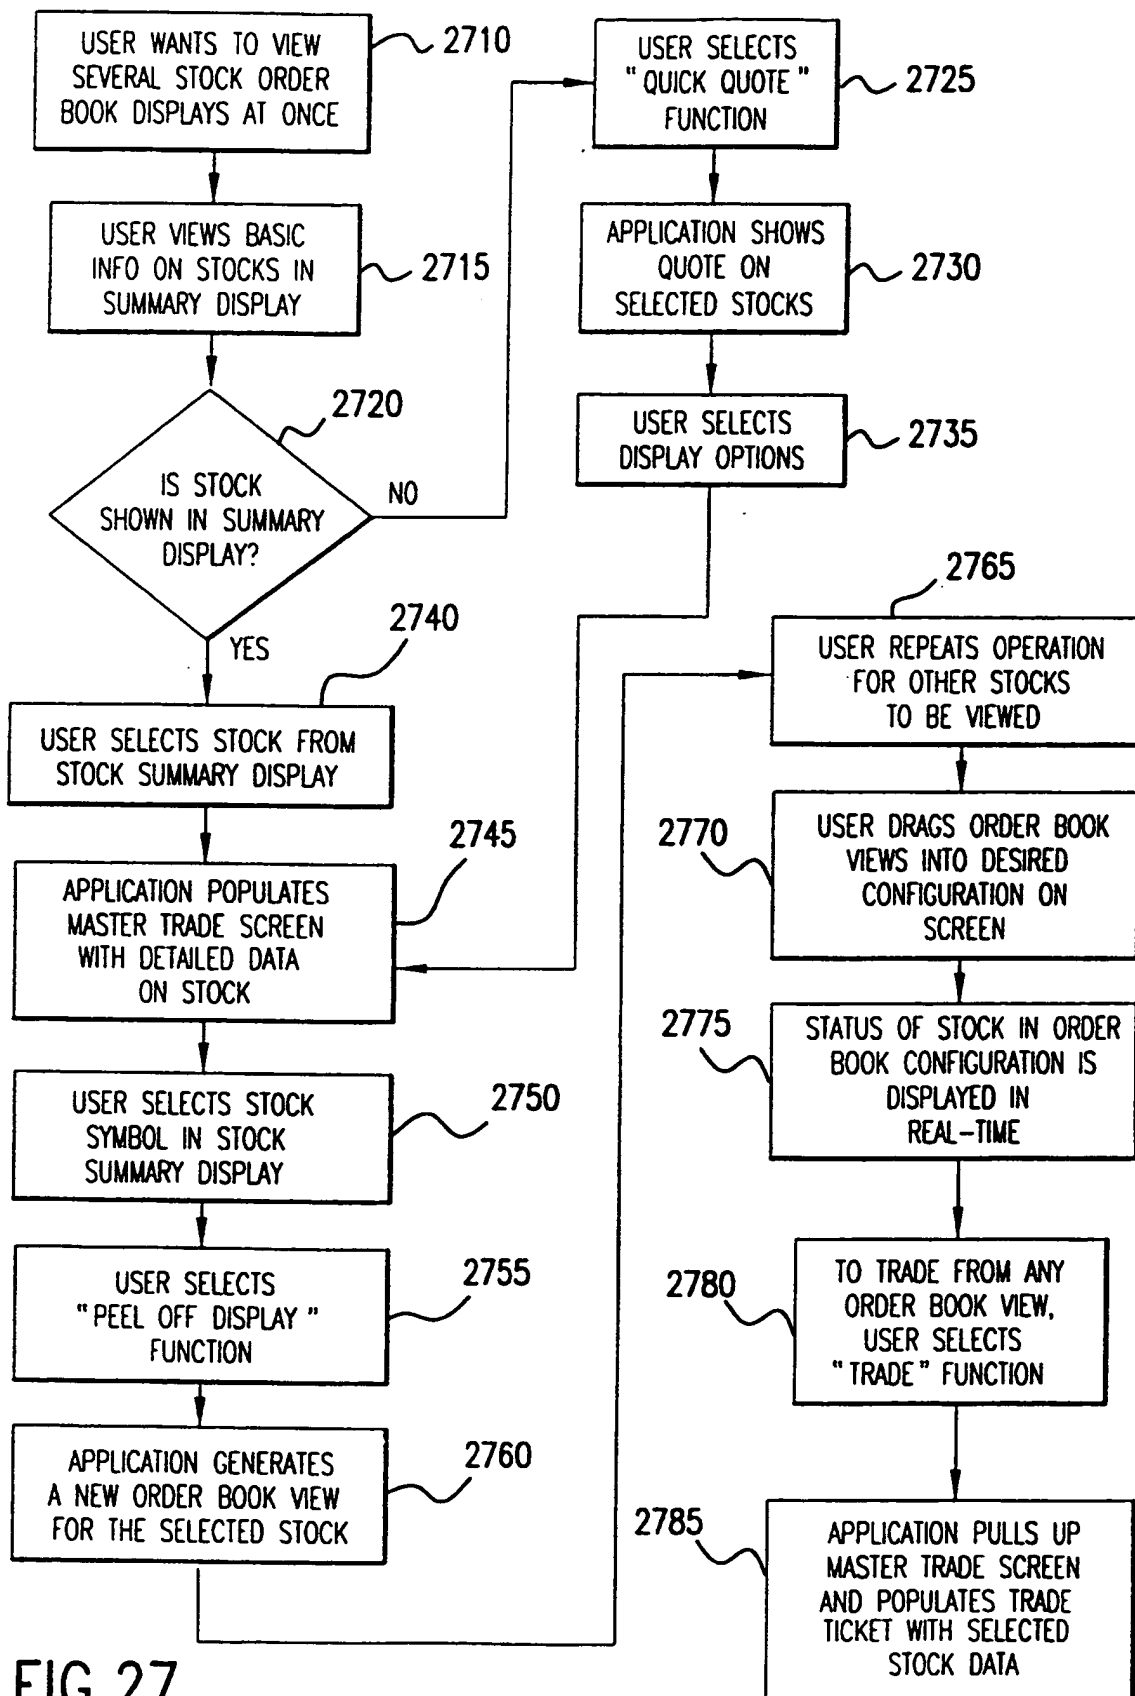 USER WANTS TO VIEW
SEVERAL STOCK ORDER
BOOK DISPLAYS AT ONCE
2710
USER VIEWS BASIC
INFO ON STOCKS IN
SUMMARY DISPLAY
2715
2720
IS STOCK
SHOWN IN SUMMARY
DISPLAY?
NO
YES
USER SELECTS
"QUICK QUOTE"
FUNCTION
2725
APPLICATION SHOWS
QUOTE ON
SELECTED STOCKS
2730
USER SELECTS
DISPLAY OPTIONS
2735
2740
USER SELECTS STOCK FROM
STOCK SUMMARY DISPLAY
2745
APPLICATION POPULATES
MASTER TRADE SCREEN
WITH DETAILED DATA
ON STOCK
2750
USER SELECTS STOCK
SYMBOL IN STOCK
SUMMARY DISPLAY
2755
USER SELECTS
"PEEL OFF DISPLAY"
FUNCTION
2760
APPLICATION GENERATES
A NEW ORDER BOOK VIEW
FOR THE SELECTED STOCK
2765
USER REPEATS OPERATION
FOR OTHER STOCKS
TO BE VIEWED
2770
USER DRAGS ORDER BOOK
VIEWS INTO DESIRED
CONFIGURATION ON
SCREEN
2775
STATUS OF STOCK IN ORDER
BOOK CONFIGURATION IS
DISPLAYED IN
REAL-TIME
2780
TO TRADE FROM ANY
ORDER BOOK VIEW,
USER SELECTS
"TRADE" FUNCTION
2785
APPLICATION PULLS UP
MASTER TRADE SCREEN
AND POPULATES TRADE
TICKET WITH SELECTED
STOCK DATA
FIG.27